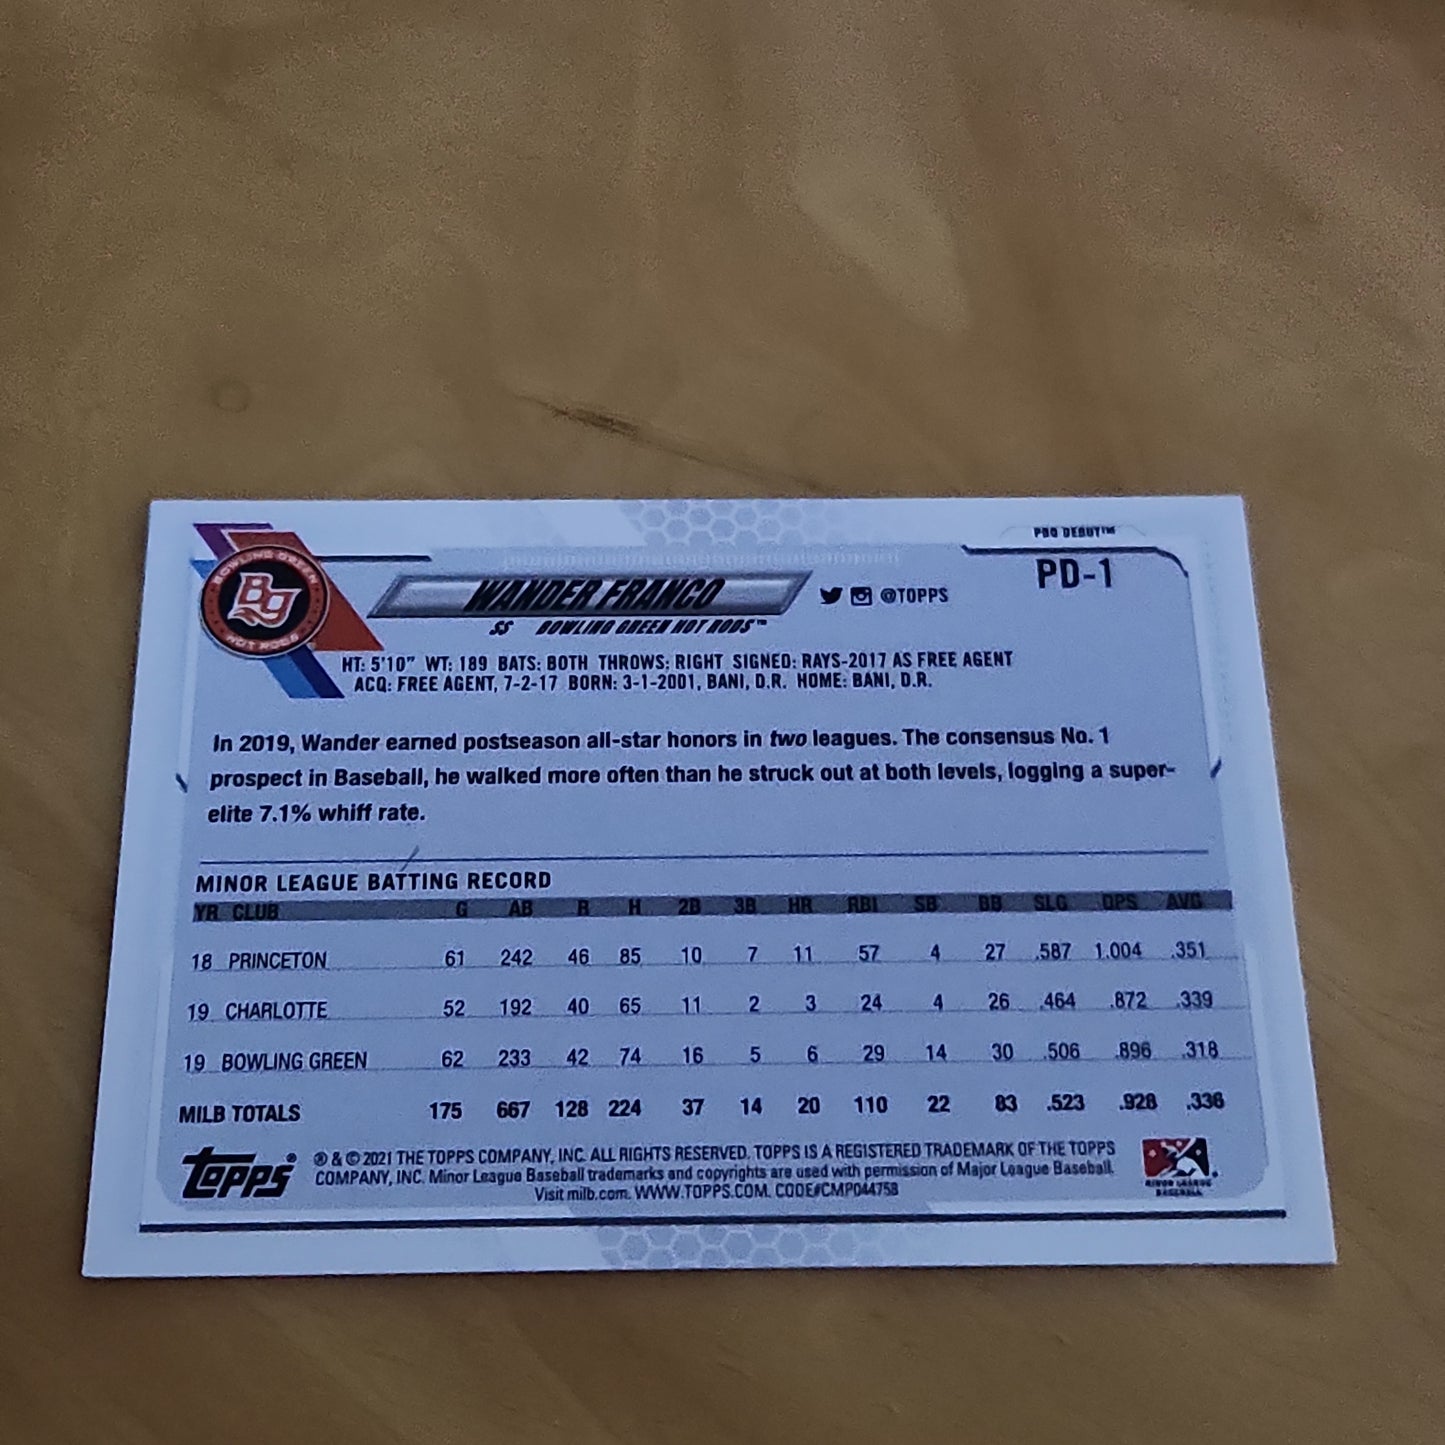 PRO DEBUT™
PD-1
BOWLING GREEN
BG
HOT RODS
WANDER FRANCO
@TOPPS
SS BOWLING GREEN HOT RODS™
HT: 5'10" WT: 189 BATS: BOTH THROWS: RIGHT SIGNED: RAYS-2017 AS FREE AGENT
ACQ: FREE AGENT, 7-2-17 BORN: 3-1-2001, BANI, D.R. HOME: BANI, D.R.
In 2019, Wander earned postseason all-star honors in two leagues. The consensus No. 1
prospect in Baseball, he walked more often than he struck out at both levels, logging a super-
elite 7.1% whiff rate.
MINOR LEAGUE BATTING RECORD
YR CLUB G AB R H 2B 3B HR RBI SB BB SLG OPS AVG
18 PRINCETON 61 242 46 85 10 7 11 57 4 27 .587 1.004 .351
19 CHARLOTTE 52 192 40 65 11 2 3 24 4 26 .464 .872 .339
19 BOWLING GREEN 62 233 42 74 16 5 6 29 14 30 .506 .896 .318
MILB TOTALS 175 667 128 224 37 14 20 110 22 83 .523 .928 .336
TOPPS®
® & © 2021 THE TOPPS COMPANY, INC. ALL RIGHTS RESERVED. TOPPS IS A REGISTERED TRADEMARK OF THE TOPPS
COMPANY, INC. Minor League Baseball trademarks and copyrights are used with permission of Major League Baseball.
Visit milb.com. WWW.TOPPS.COM. CODE#CMP044758
MINOR LEAGUE
BASEBALL